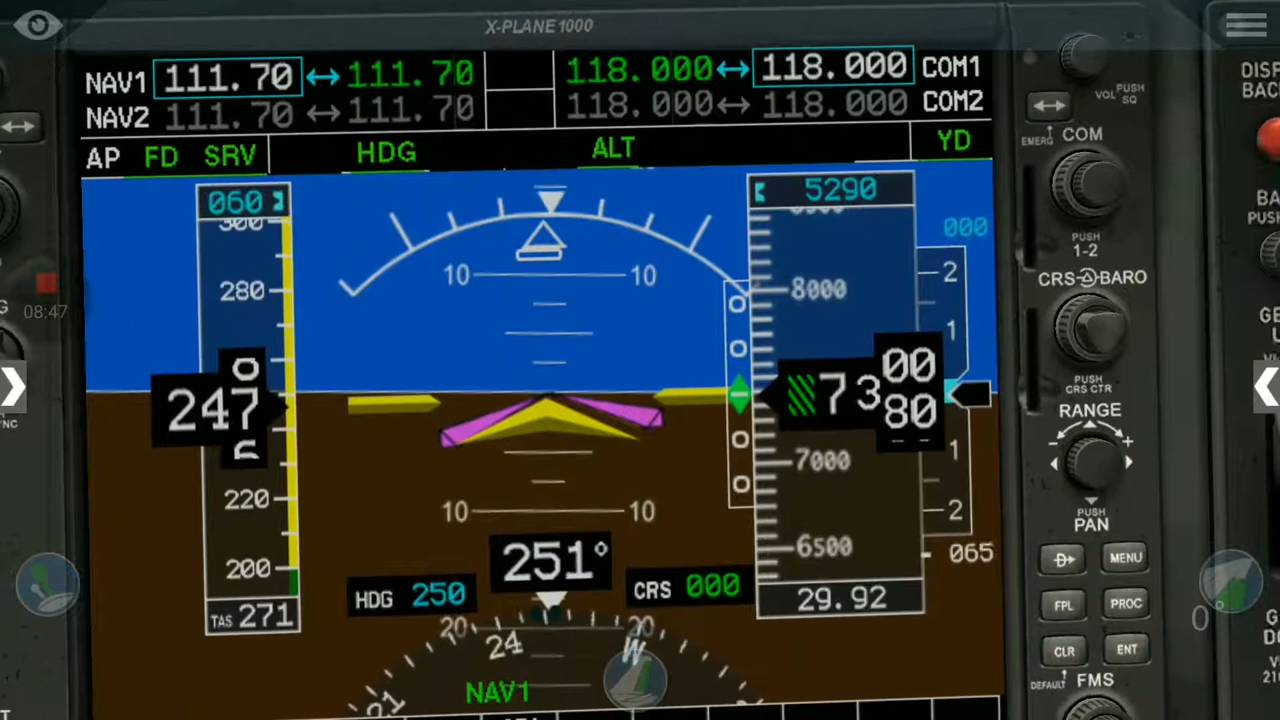 X-PLANE 1000
NAV1 111.70 ↔ 111.70 118.000 ↔ 118.000 COM1
NAV2 111.70 ↔ 111.70 118.000 ↔ 118.000 COM2
AP FD SRV HDG ALT YD
VOL PUSH SQ
EMERG COM
PUSH 1-2
CRS BARO
PUSH CRS CTR
RANGE
PUSH PAN
D MENU
FPL PROC
CLR ENT
DEFAULT FMS
060 5290
300
280 10 10 8000 000
2
1
247 73 00
80
220 7000 1
10 10 2
200 6500 065
TAS 271 29.92
251°
HDG 250 CRS 000
20 24 W 20
21
NAV1
08:47
0°